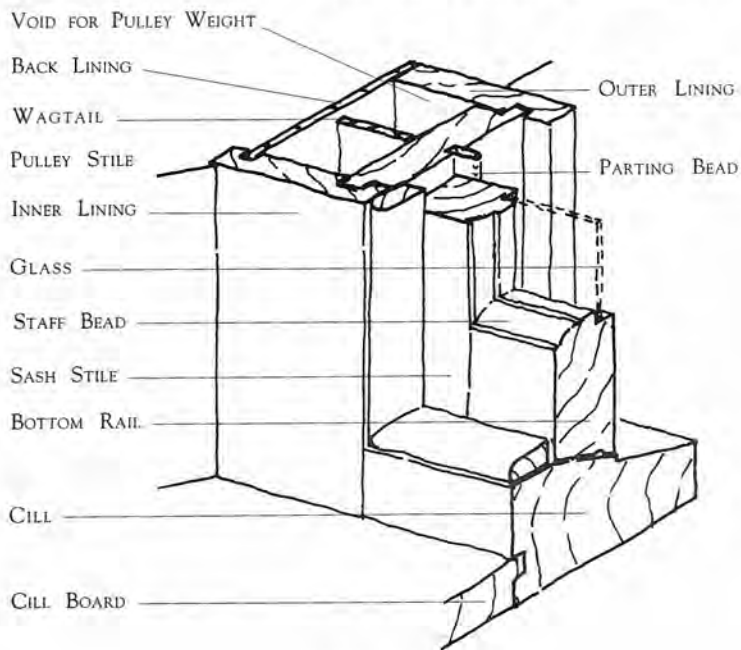 Void for Pulley Weight
Back Lining
Outer Lining
Wagtail
Pulley Stile
Parting Bead
Inner Lining
Glass
Staff Bead
Sash Stile
Bottom Rail
Cill
Cill Board